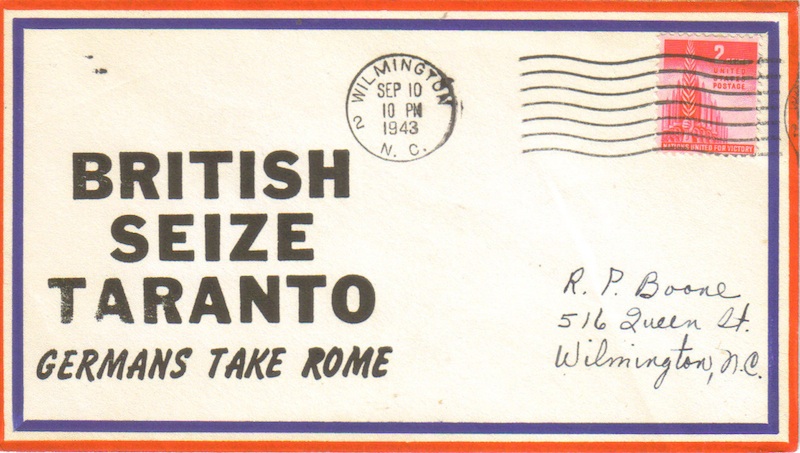 WILMINGTON
SEP 10
10 PM
1943
2
N. C.
2
UNITED
STATES
POSTAGE
NATIONS UNITED FOR VICTORY
BRITISH
SEIZE
TARANTO
GERMANS TAKE ROME
R. P. Boone
516 Queen St.
Wilmington, N.C.